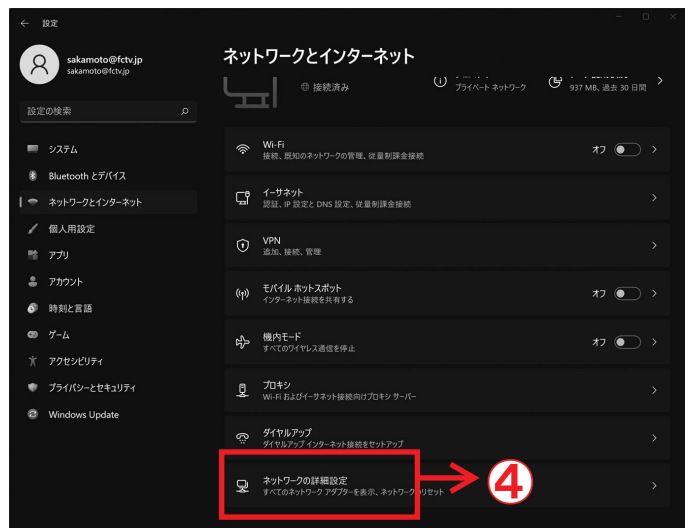 ← 設定
sakamoto@fctv.jp
sakamoto@fctv.jp
設定の検索
システム
Bluetooth とデバイス
ネットワークとインターネット
個人用設定
アプリ
アカウント
時刻と言語
ゲーム
アクセシビリティ
プライバシーとセキュリティ
Windows Update
ネットワークとインターネット
接続済み
プライベート ネットワーク
937 MB、過去 30 日間
Wi-Fi
接続、既知のネットワークの管理、従量制課金接続
オフ
イーサネット
認証、IP 設定と DNS 設定、従量制課金接続
VPN
追加、接続、管理
モバイル ホットスポット
インターネット接続を共有する
オフ
機内モード
すべてのワイヤレス通信を停止
オフ
プロキシ
Wi-Fi およびイーサネット接続向けプロキシ サーバー
ダイヤルアップ
ダイヤルアップ インターネット接続をセットアップ
ネットワークの詳細設定
すべてのネットワーク アダプターを表示、ネットワークのリセット
④